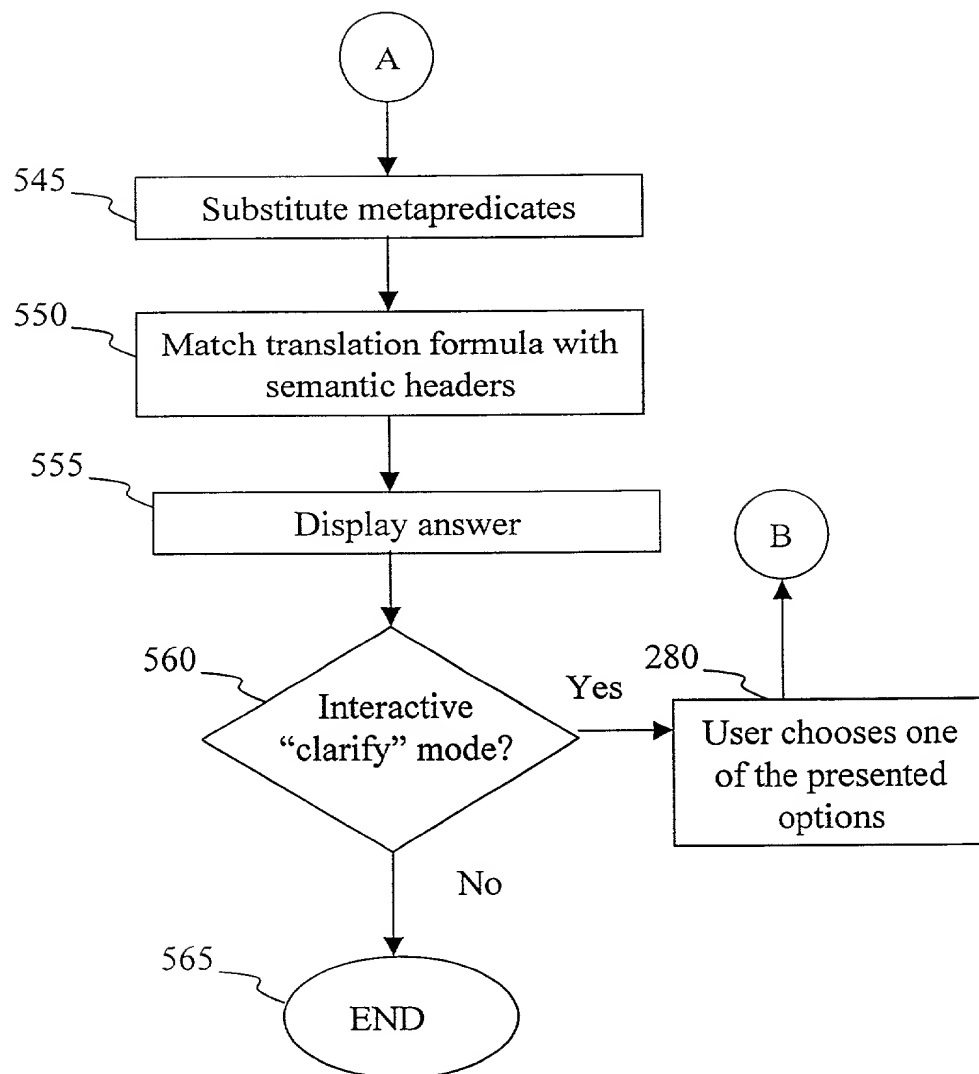 A
545
Substitute metapredicates
550
Match translation formula with
semantic headers
555
Display answer
B
560
Interactive
“clarify” mode?
Yes
280
User chooses one
of the presented
options
No
565
END